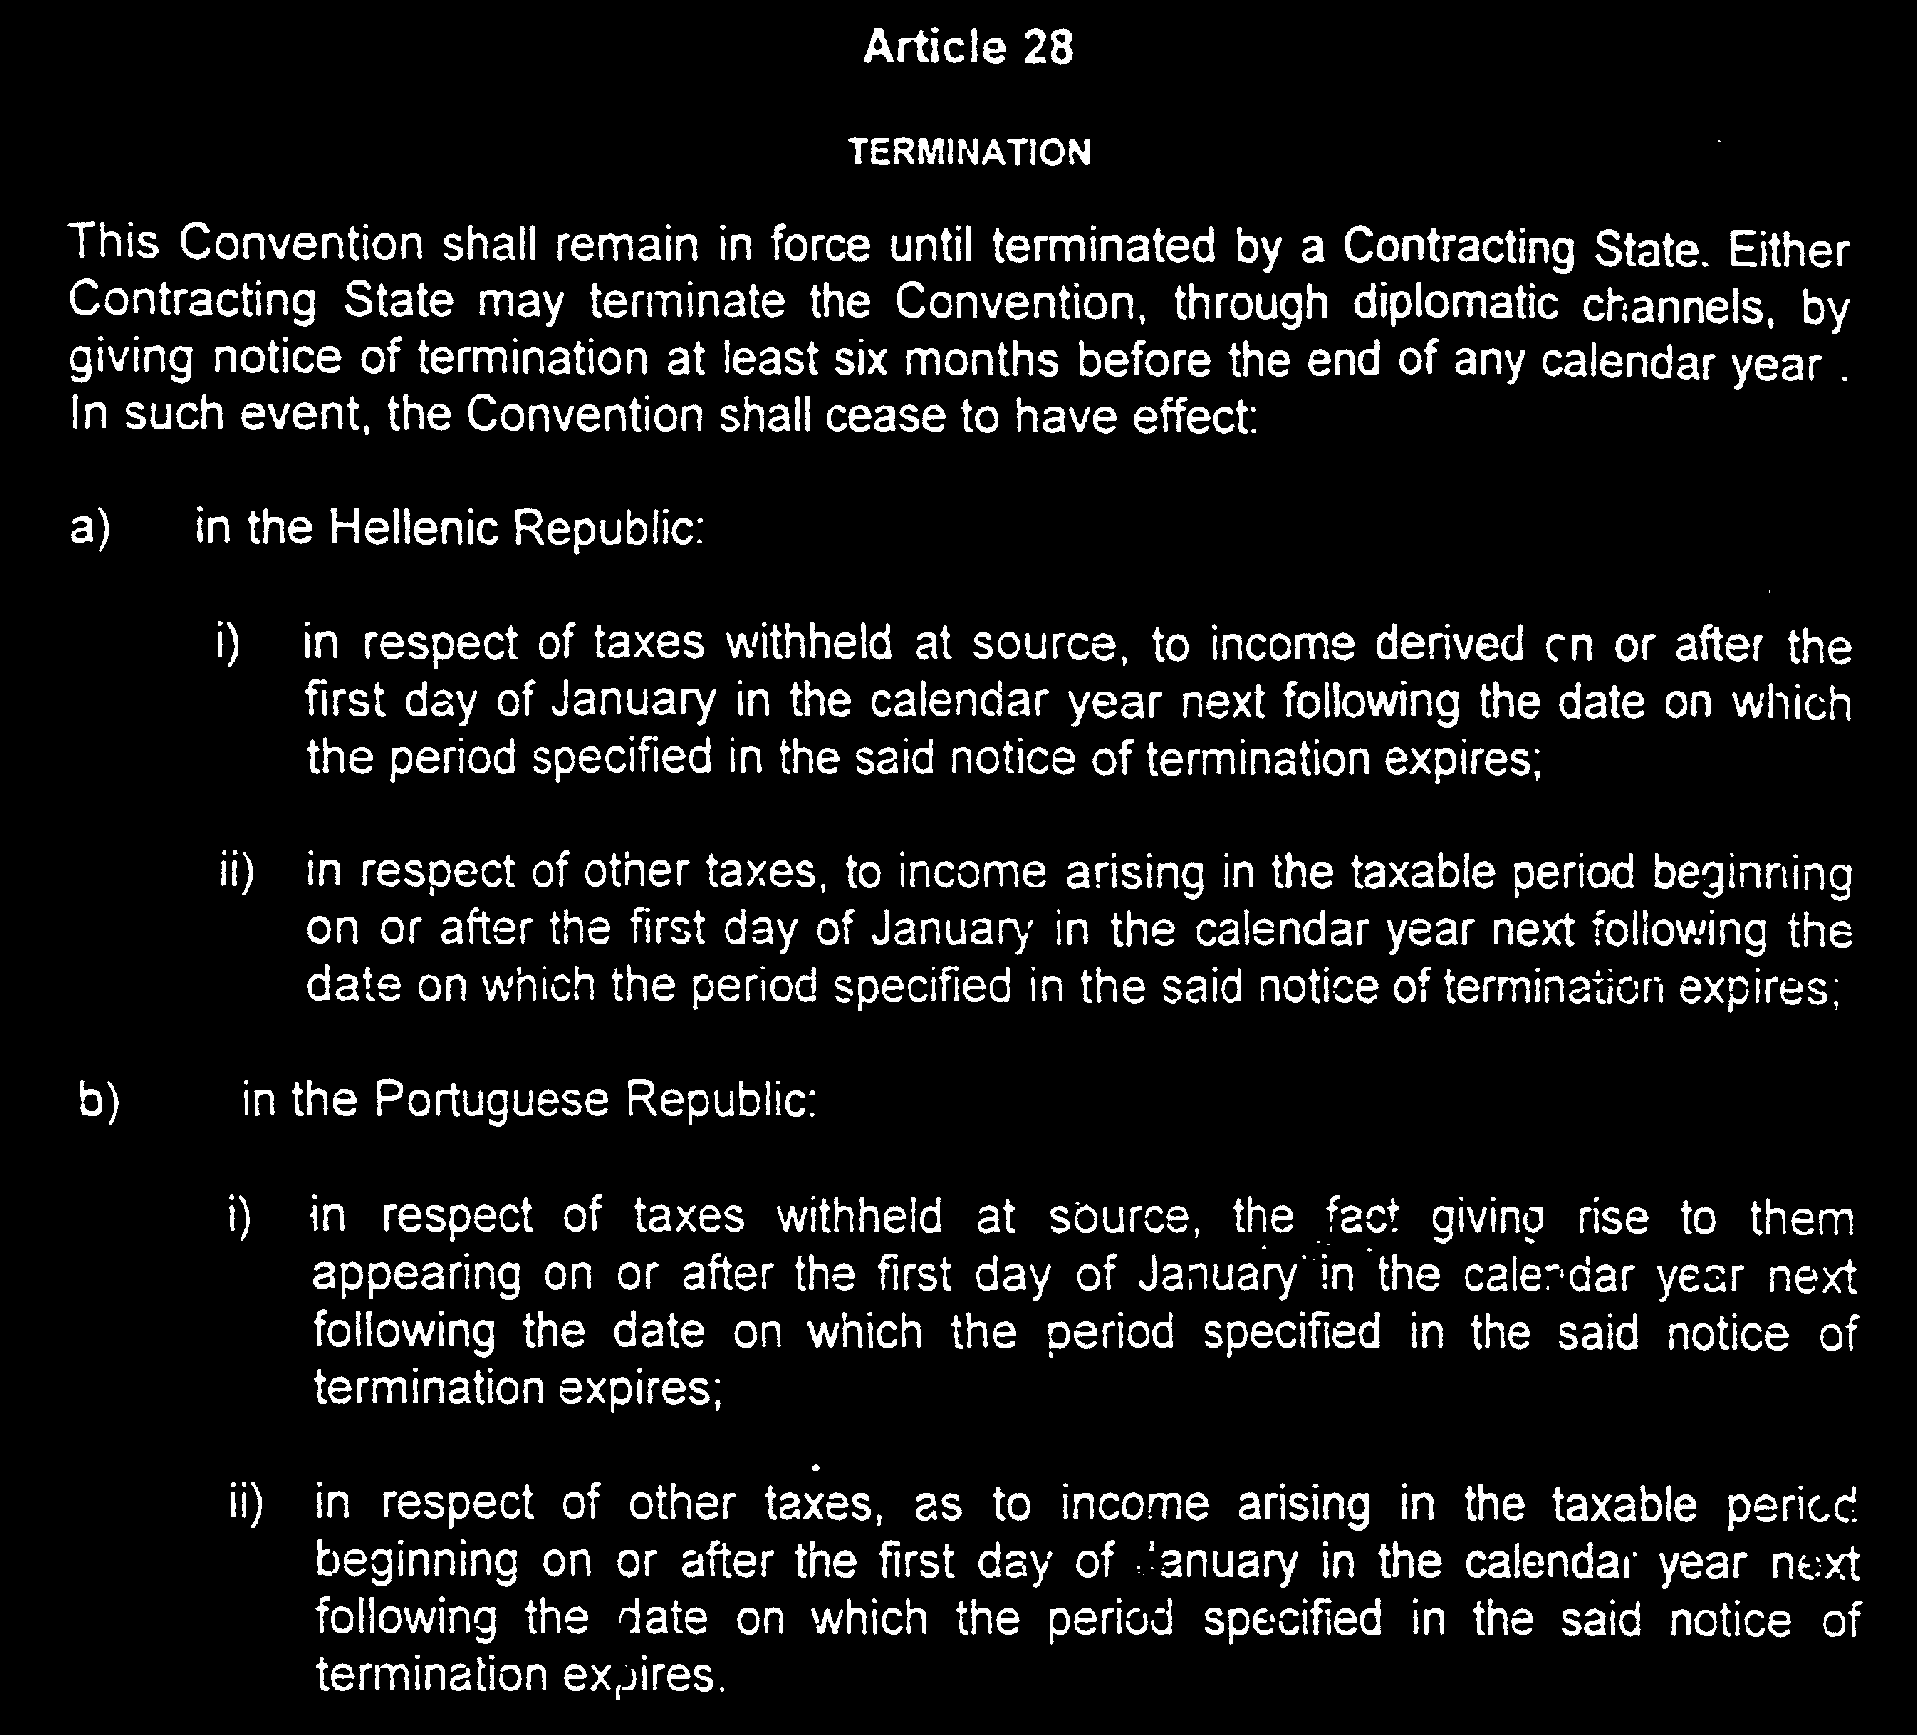 Article 28
TERMINATION
This Convention shall remain in force until terminated by a Contracting State. Either
Contracting State may terminate the Convention, through diplomatic channels, by
giving notice of termination at least six months before the end of any calendar year .
In such event, the Convention shall cease to have effect:
a) in the Hellenic Republic:
i) in respect of taxes withheld at source, to income derived on or after the
first day of January in the calendar year next following the date on which
the period specified in the said notice of termination expires;
ii) in respect of other taxes, to income arising in the taxable period beginning
on or after the first day of January in the calendar year next following the
date on which the period specified in the said notice of termination expires;
b) in the Portuguese Republic:
i) in respect of taxes withheld at source, the fact giving rise to them
appearing on or after the first day of January in the calendar year next
following the date on which the period specified in the said notice of
termination expires;
ii) in respect of other taxes, as to income arising in the taxable period
beginning on or after the first day of January in the calendar year next
following the date on which the period specified in the said notice of
termination expires.